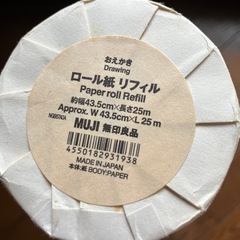 おえかき
Drawing
ロール紙 リフィル
Paper roll Refill
約幅43.5cm×長さ25m
Approx. W 43.5cm×L 25 m
MUJI 無印良品
4550182931938
MADE IN JAPAN
本体:紙 BODY:PAPER